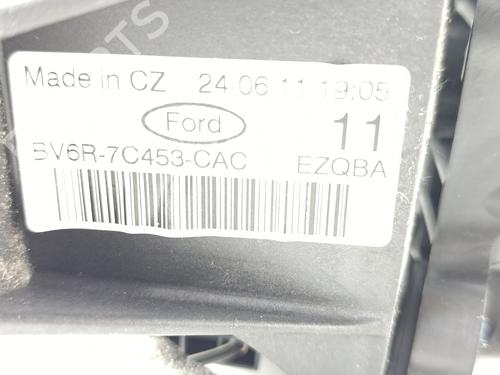 Made in CZ 24 06 11 19:05
Ford 11
BV6R-7C453-CAC EZQBA